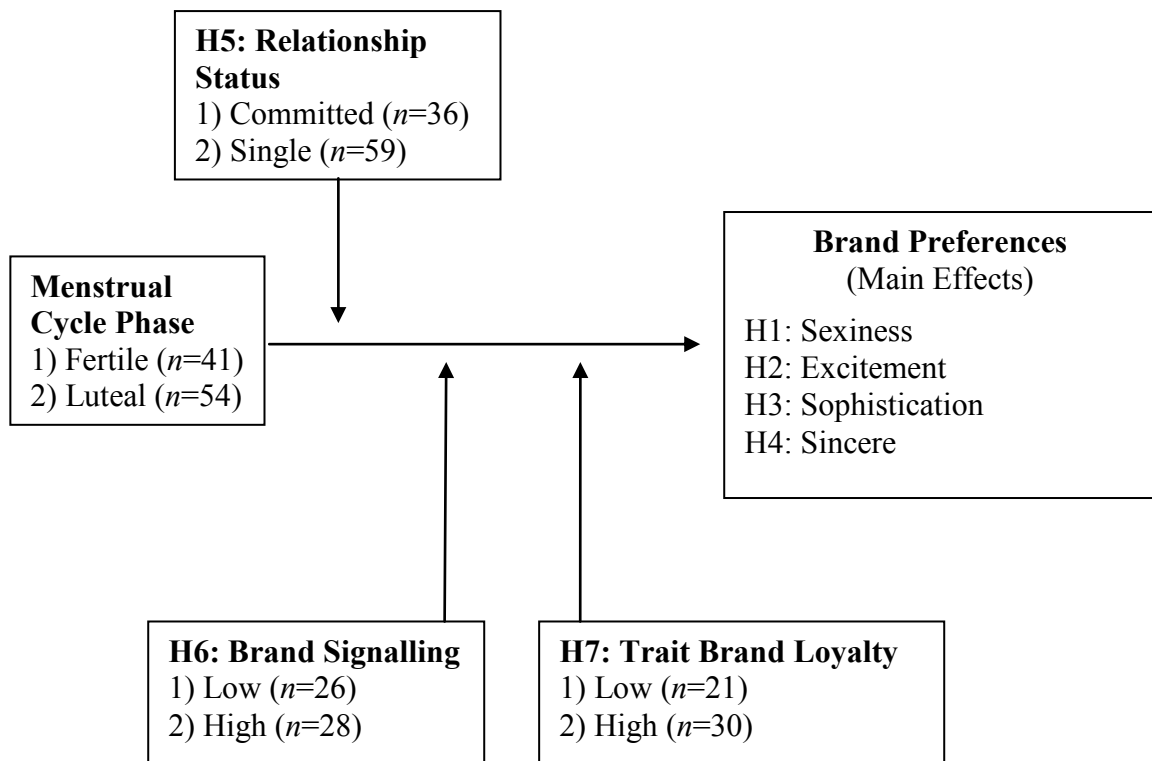 H5: Relationship
Status
1) Committed (n=36)
2) Single (n=59)
Menstrual
Cycle Phase
1) Fertile (n=41)
2) Luteal (n=54)
Brand Preferences
(Main Effects)
H1: Sexiness
H2: Excitement
H3: Sophistication
H4: Sincere
H6: Brand Signalling
1) Low (n=26)
2) High (n=28)
H7: Trait Brand Loyalty
1) Low (n=21)
2) High (n=30)